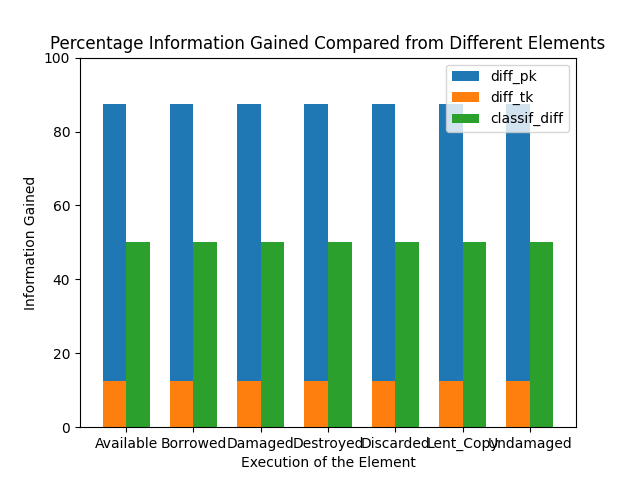 Percentage Information Gained Compared from Different Elements
100
80
60
40
20
0
Information Gained
diff_pk
diff_tk
classif_diff
Available Borrowed Damaged Destroyed Discarded Lent_Copy Undamaged
Execution of the Element